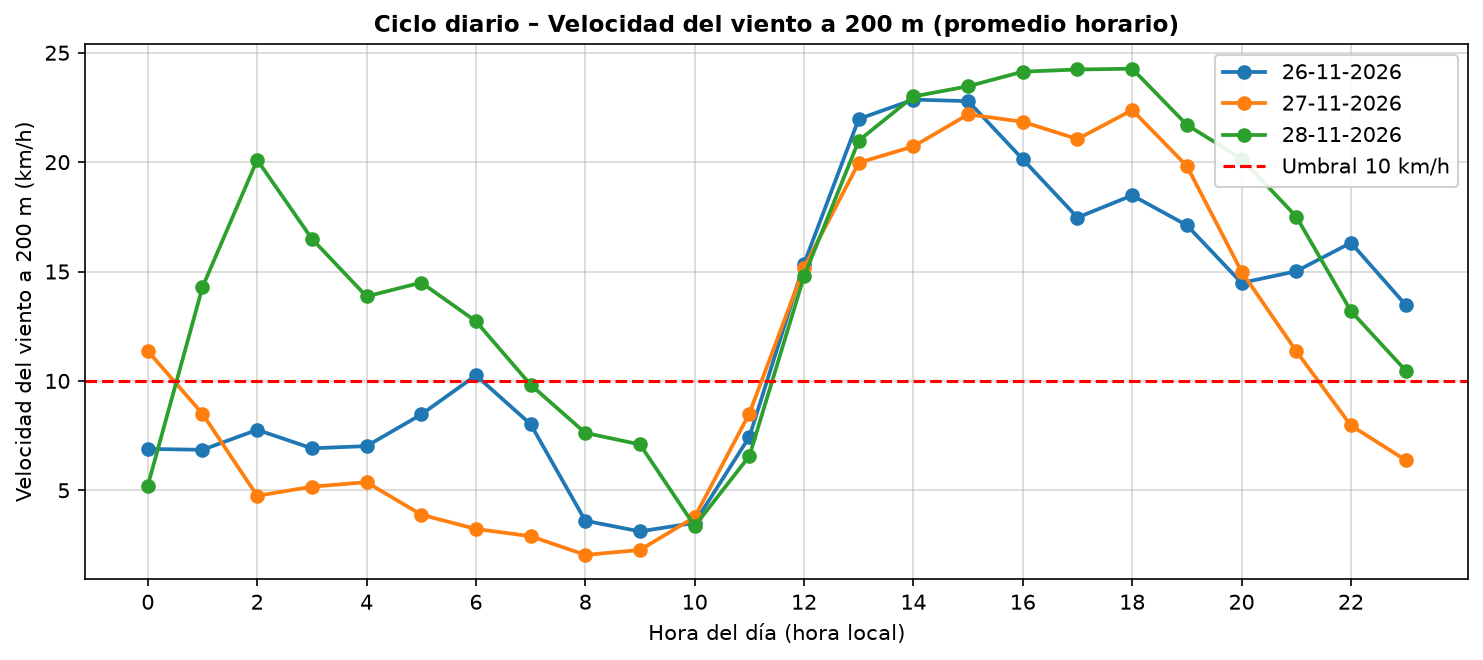 Ciclo diario – Velocidad del viento a 200 m (promedio horario)
Velocidad del viento a 200 m (km/h)
25
20
15
10
5
26-11-2026
27-11-2026
28-11-2026
Umbral 10 km/h
0 2 4 6 8 10 12 14 16 18 20 22
Hora del día (hora local)